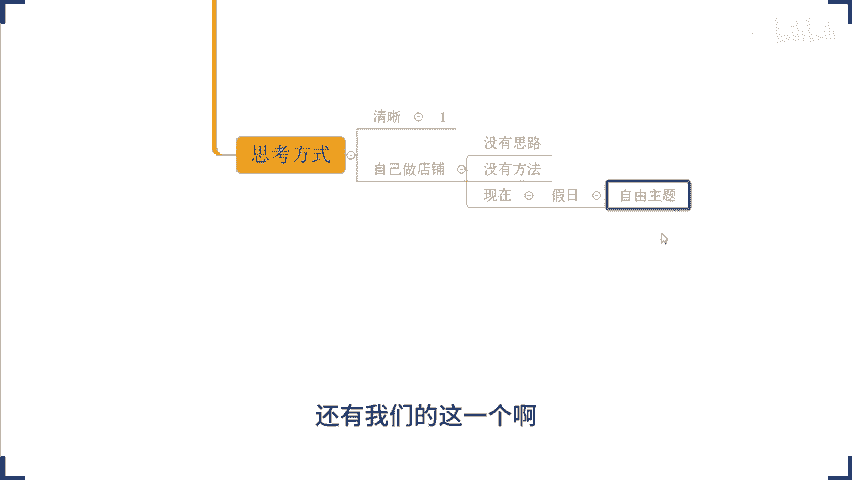 清晰 1
没有思路
思考方式
自己做店铺
没有方法
现在 假日 自由主题
还有我们的这一个啊